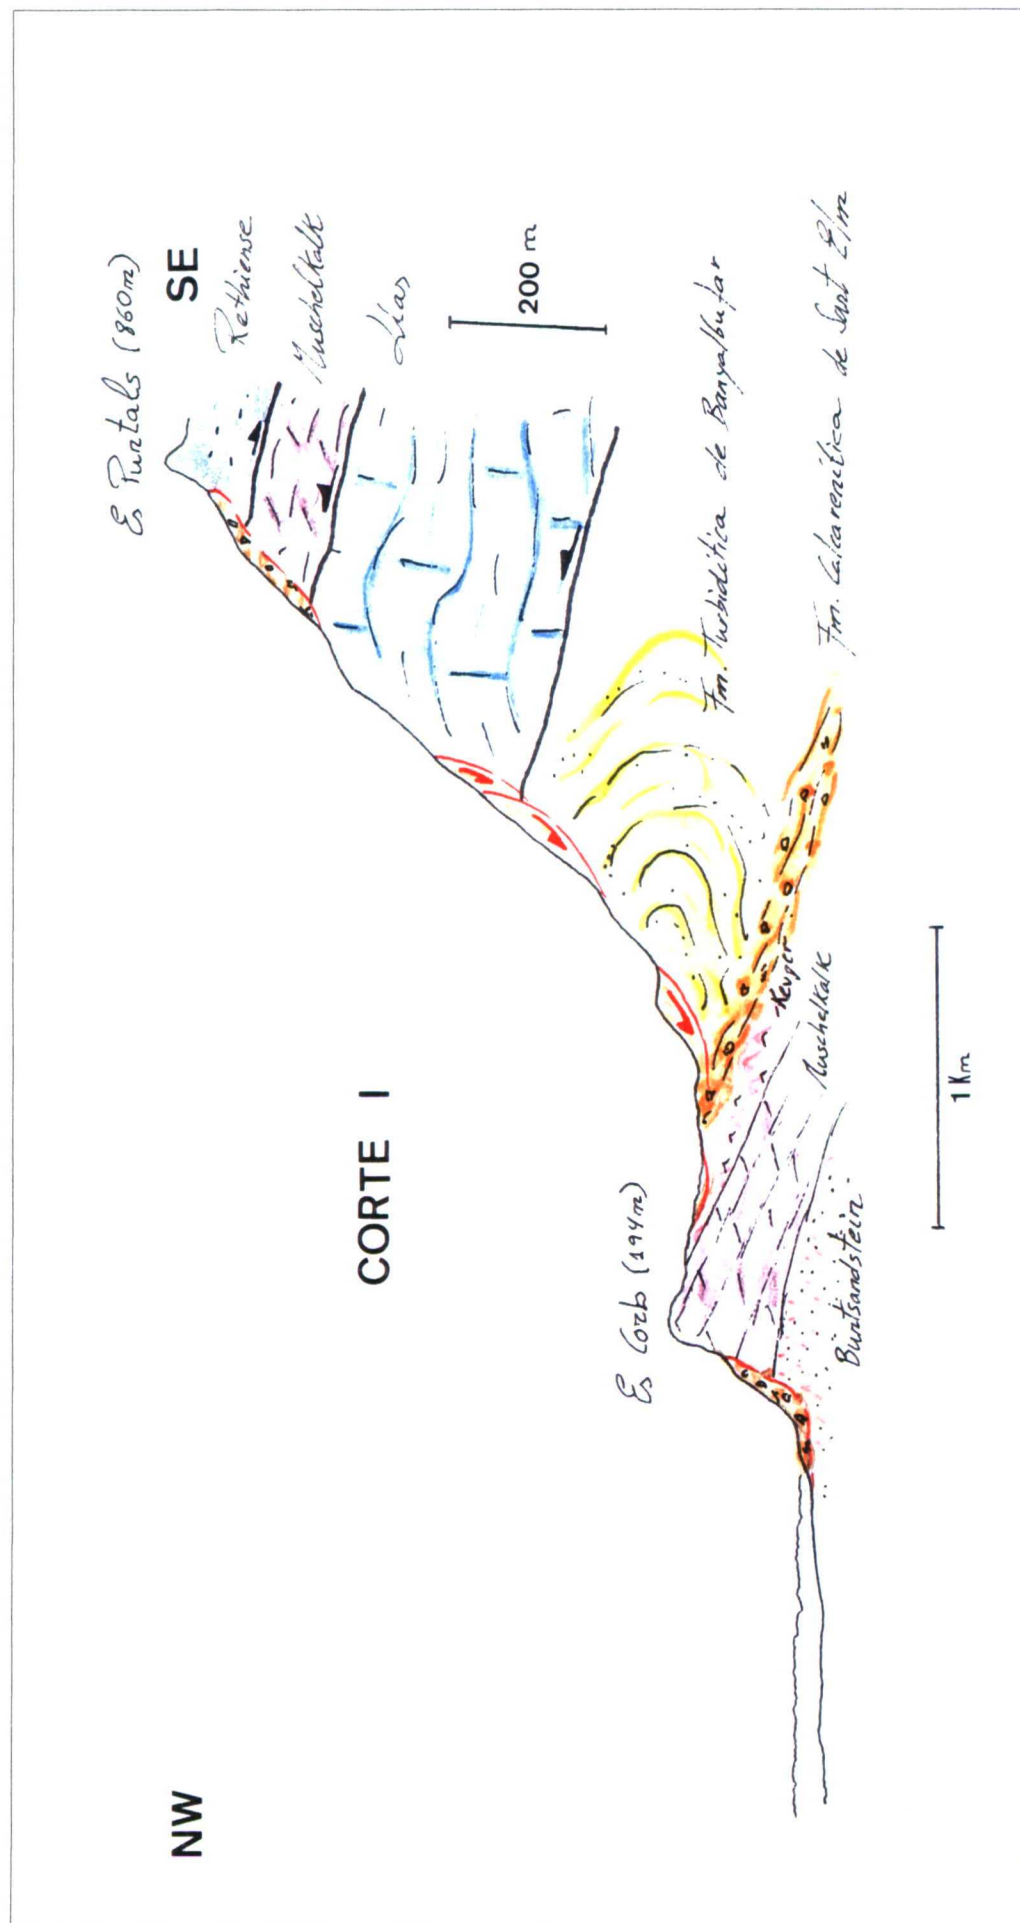 NW
SE
CORTE I
Es Puntals (860m)
Rethiense
Muschelkalk
Lías
200 m
Fm. Turbidítica de Banyalbufar
Fm. Calcarenítica de Sant Elm
Es Corb (194m)
Keuper
Muschelkalk
Buntsandstein
1 Km